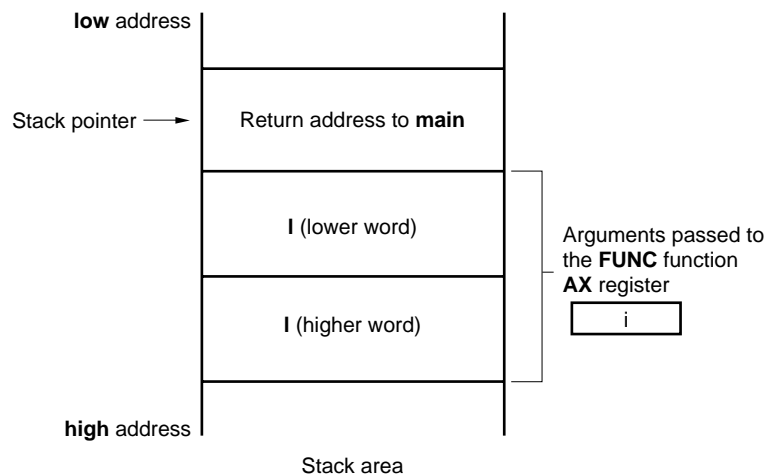 low address
Stack pointer
Return address to main
l (lower word)
l (higher word)
Arguments passed to
the FUNC function
AX register
i
high address
Stack area